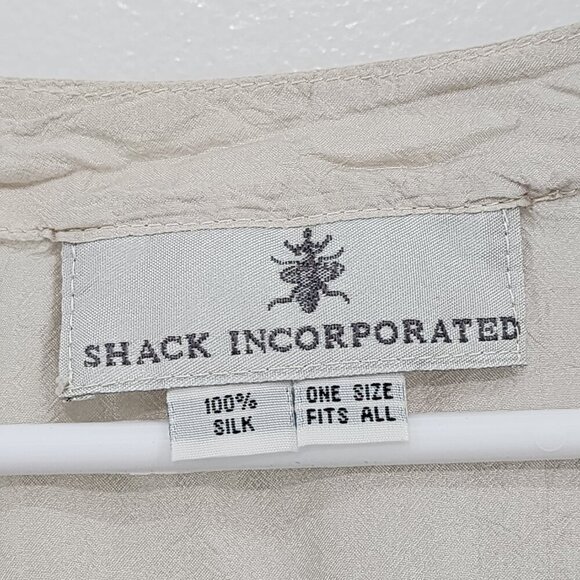 SHACK INCORPORATED
100%
SILK
ONE SIZE
FITS ALL